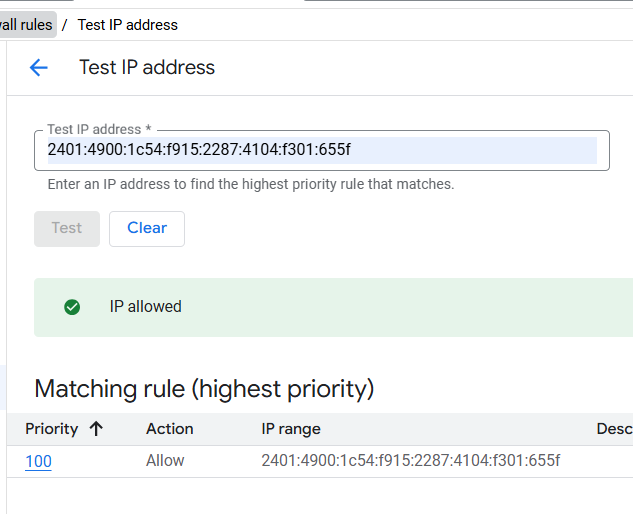 wall rules / Test IP address
Test IP address
Test IP address *
2401:4900:1c54:f915:2287:4104:f301:655f
Enter an IP address to find the highest priority rule that matches.
Test Clear
IP allowed
Matching rule (highest priority)
Priority Action IP range Desc
100 Allow 2401:4900:1c54:f915:2287:4104:f301:655f